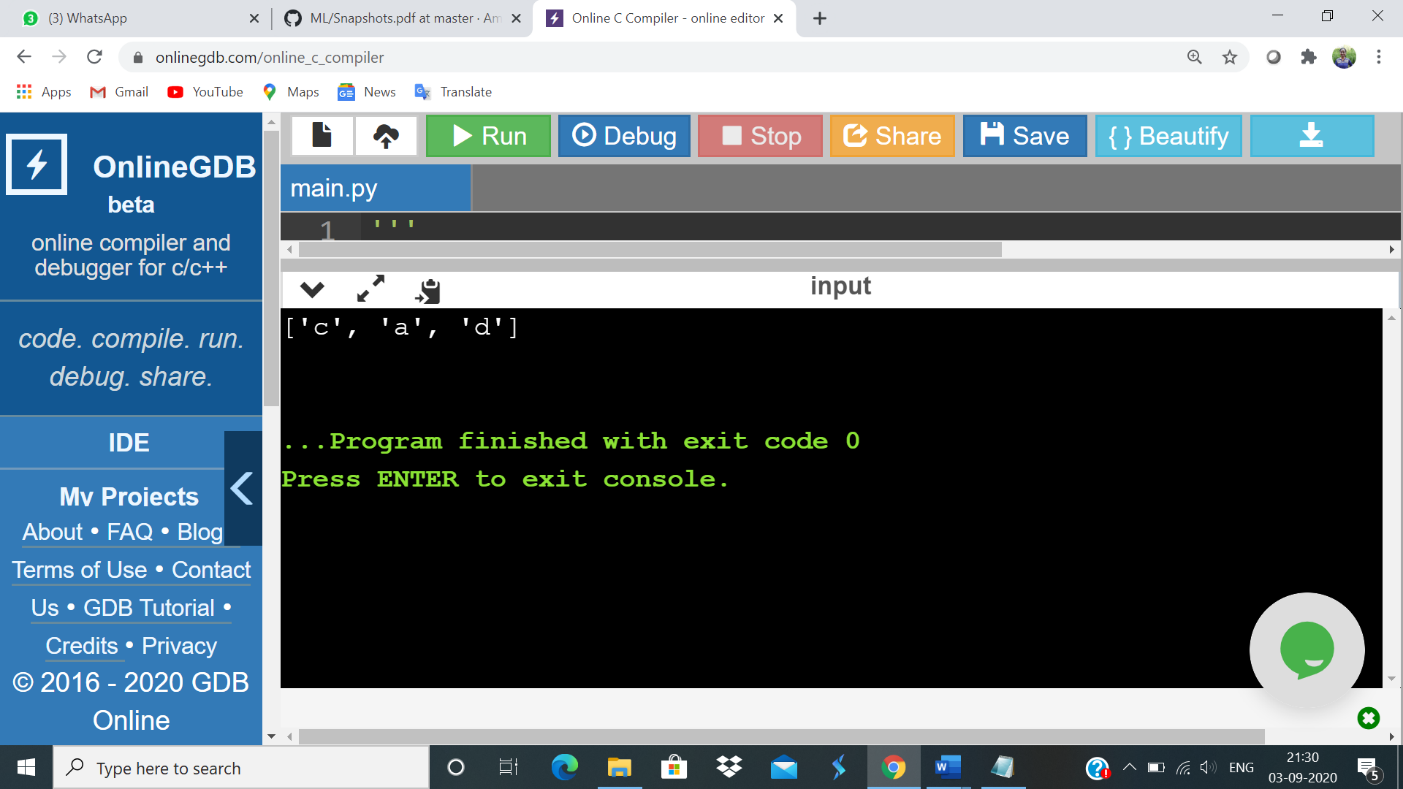 (3) WhatsApp
ML/Snapshots.pdf at master · Am
Online C Compiler - online editor
onlinegdb.com/online_c_compiler
Apps Gmail YouTube Maps News Translate
OnlineGDB
beta
online compiler and
debugger for c/c++
code. compile. run.
debug. share.
IDE
My Projects
About • FAQ • Blog
Terms of Use • Contact
Us • GDB Tutorial •
Credits • Privacy
© 2016 - 2020 GDB
Online
Run Debug Stop Share Save { } Beautify
main.py
1 '''
input
['c', 'a', 'd']
...Program finished with exit code 0
Press ENTER to exit console.
Type here to search
ENG
21:30
03-09-2020
5